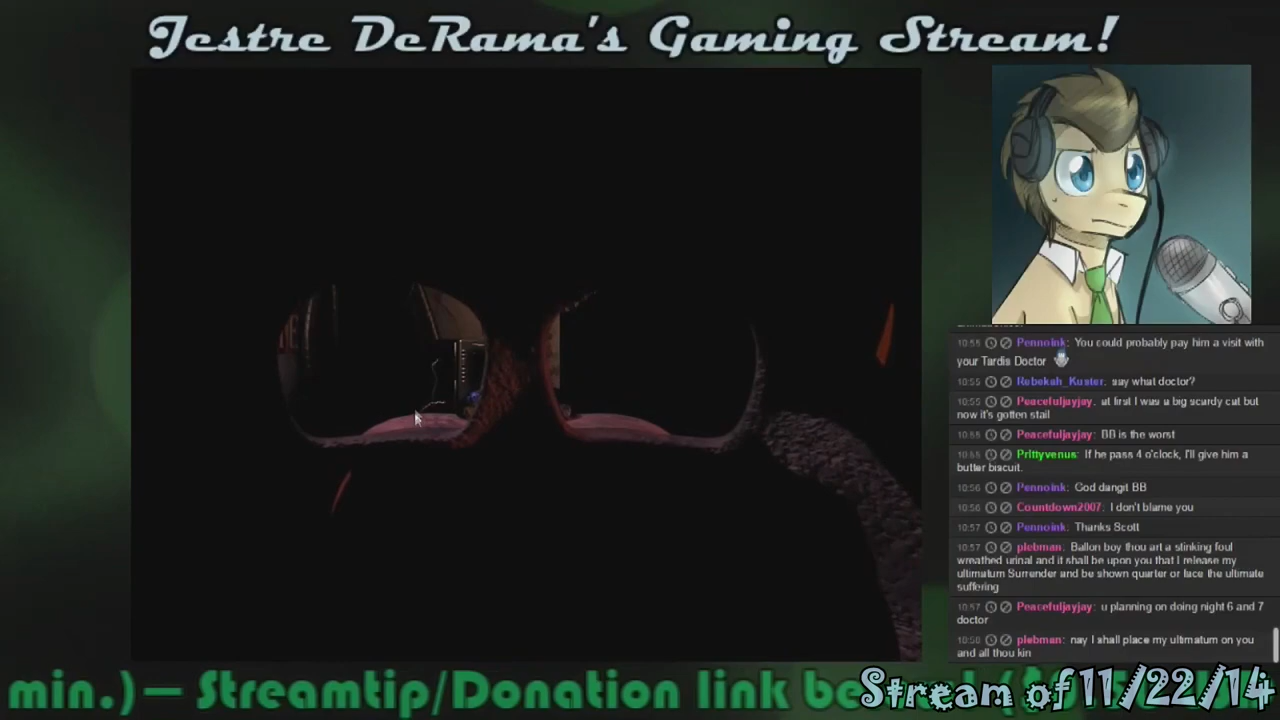 Jestre DeRama's Gaming Stream!
10:55 Pennoink: You could probably pay him a visit with
your Tardis Doctor
10:55 Rebekah_Kuster: say what doctor?
10:55 Peacefuljayjay: at first I was a big scardy cat but
now it's gotten stail
10:55 Peacefuljayjay: BB is the worst
10:55 Prittyvenus: If he pass 4 o'clock, I'll give him a
butter biscuit.
10:56 Pennoink: God dangit BB
10:56 Countdown2007: I don't blame you
10:57 Pennoink: Thanks Scott
10:57 plebman: Ballon boy thou art a stinking foul
wreathed urinal and it shall be upon you that I release my
ultimatum Surrender and be shown quarter or face the ultimate
suffering
10:57 Peacefuljayjay: u planning on doing night 6 and 7
doctor
10:58 plebman: nay I shall place my ultimatum on you
and all thou kin
min.) — Streamtip/Donation link be
Stream of 11/22/14